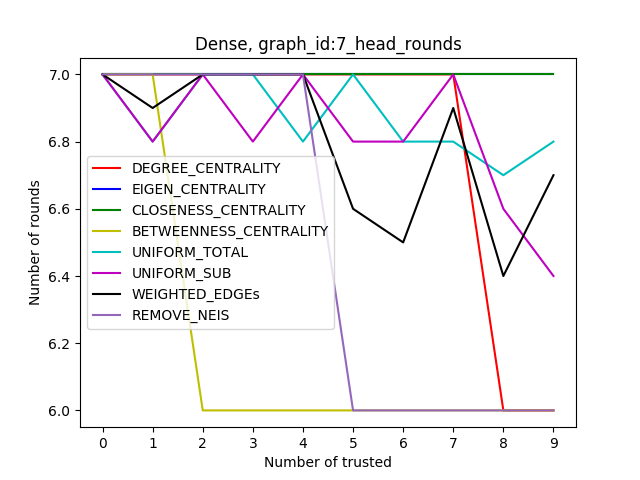 Dense, graph_id:7_head_rounds
Number of rounds
7.0
6.8
6.6
6.4
6.2
6.0
DEGREE_CENTRALITY
EIGEN_CENTRALITY
CLOSENESS_CENTRALITY
BETWEENNESS_CENTRALITY
UNIFORM_TOTAL
UNIFORM_SUB
WEIGHTED_EDGEs
REMOVE_NEIS
0 1 2 3 4 5 6 7 8 9
Number of trusted